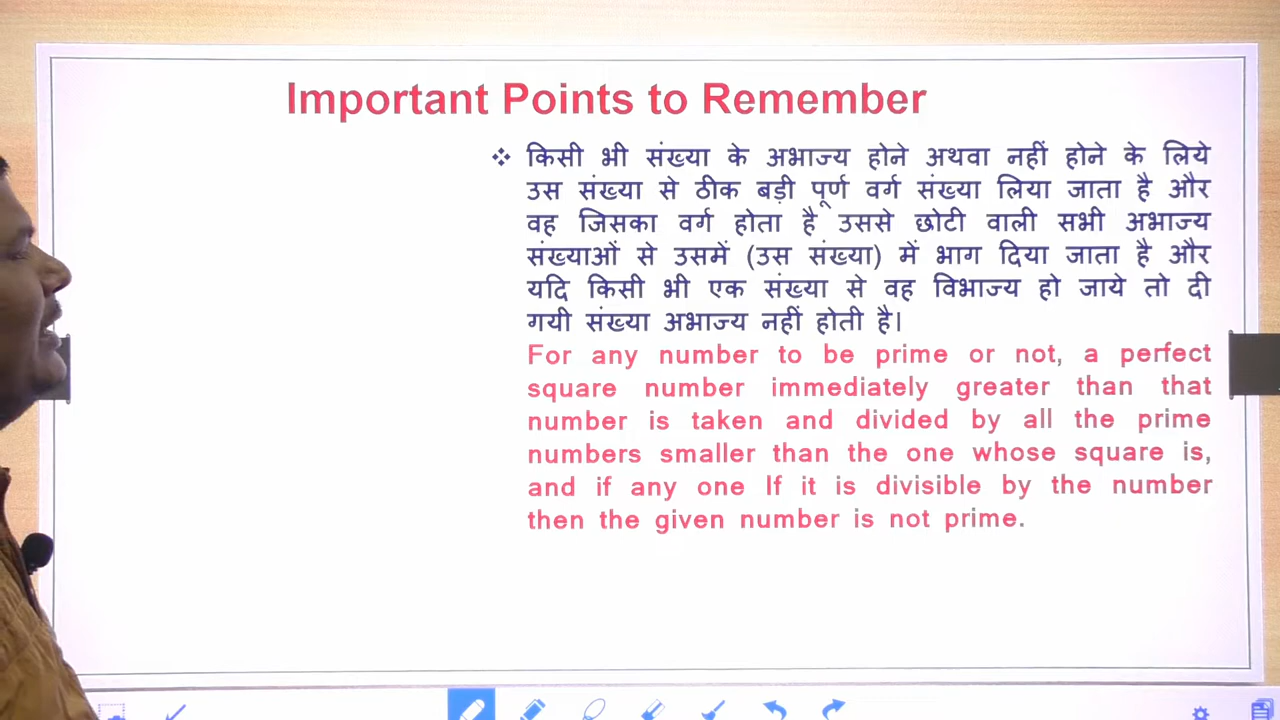 Important Points to Remember
❖ किसी भी संख्या के अभाज्य होने अथवा नहीं होने के लिये
उस संख्या से ठीक बड़ी पूर्ण वर्ग संख्या लिया जाता है और
वह जिसका वर्ग होता है उससे छोटी वाली सभी अभाज्य
संख्याओं से उसमें (उस संख्या) में भाग दिया जाता है और
यदि किसी भी एक संख्या से वह विभाज्य हो जाये तो दी
गयी संख्या अभाज्य नहीं होती है।
For any number to be prime or not, a perfect
square number immediately greater than that
number is taken and divided by all the prime
numbers smaller than the one whose square is,
and if any one If it is divisible by the number
then the given number is not prime.